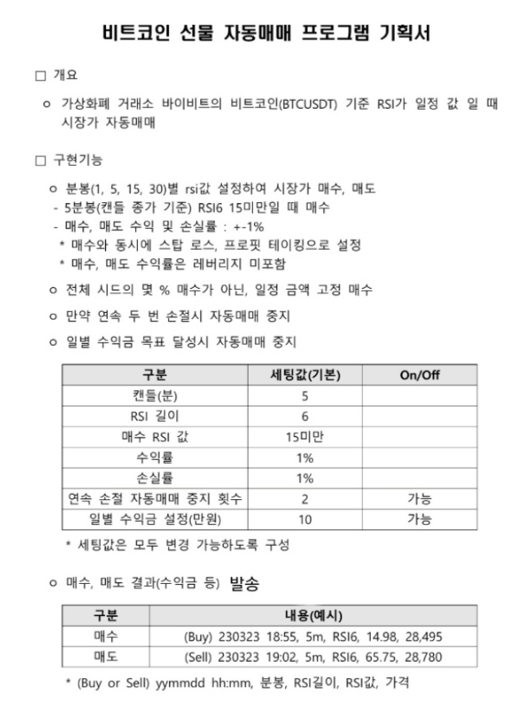 비트코인 선물 자동매매 프로그램 기획서
□ 개요
ㅇ 가상화폐 거래소 바이비트의 비트코인(BTCUSDT) 기준 RSI가 일정 값 일 때
시장가 자동매매
□ 구현기능
ㅇ 분봉(1, 5, 15, 30)별 rsi값 설정하여 시장가 매수, 매도
- 5분봉(캔들 종가 기준) RSI6 15미만일 때 매수
- 매수, 매도 수익 및 손실률 : +-1%
* 매수와 동시에 스탑 로스, 프로핏 테이킹으로 설정
* 매수, 매도 수익률은 레버리지 미포함
ㅇ 전체 시드의 몇 % 매수가 아닌, 일정 금액 고정 매수
ㅇ 만약 연속 두 번 손절시 자동매매 중지
ㅇ 일별 수익금 목표 달성시 자동매매 중지
구분 세팅값(기본) On/Off
캔들(분) 5
RSI 길이 6
매수 RSI 값 15미만
수익률 1%
손실률 1%
연속 손절 자동매매 중지 횟수 2 가능
일별 수익금 설정(만원) 10 가능
* 세팅값은 모두 변경 가능하도록 구성
ㅇ 매수, 매도 결과(수익금 등) 발송
구분 내용(예시)
매수 (Buy) 230323 18:55, 5m, RSI6, 14.98, 28,495
매도 (Sell) 230323 19:02, 5m, RSI6, 65.75, 28,780
* (Buy or Sell) yymmdd hh:mm, 분봉, RSI길이, RSI값, 가격